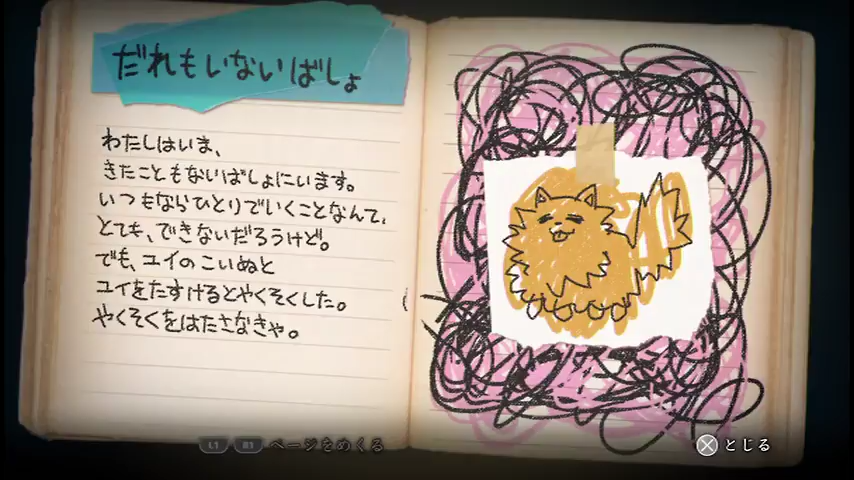 だれもいないばしょ
わたしはいま、
きたこともないばしょにいます。
いつもならひとりでいくことなんて、
とても、できないだろうけど。
でも、ユイのこいぬと
ユイをたすけるとやくそくした。
やくそくをはたさなきゃ。
L1 R1 ページをめくる
とじる